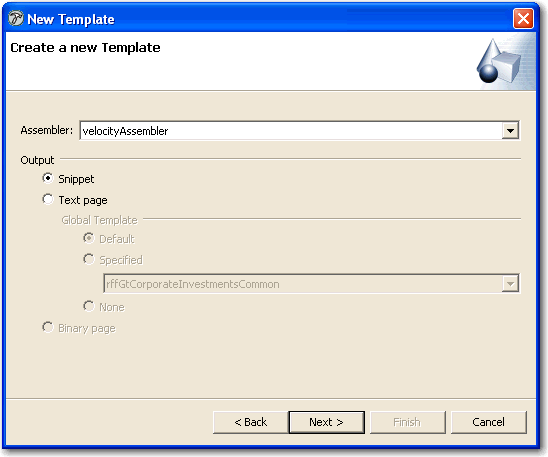 New Template
Create a new Template
Assembler: velocityAssembler
Output
Snippet
Text page
Global Template
Default
Specified
rffGtCorporateInvestmentsCommon
None
Binary page
< Back Next > Finish Cancel